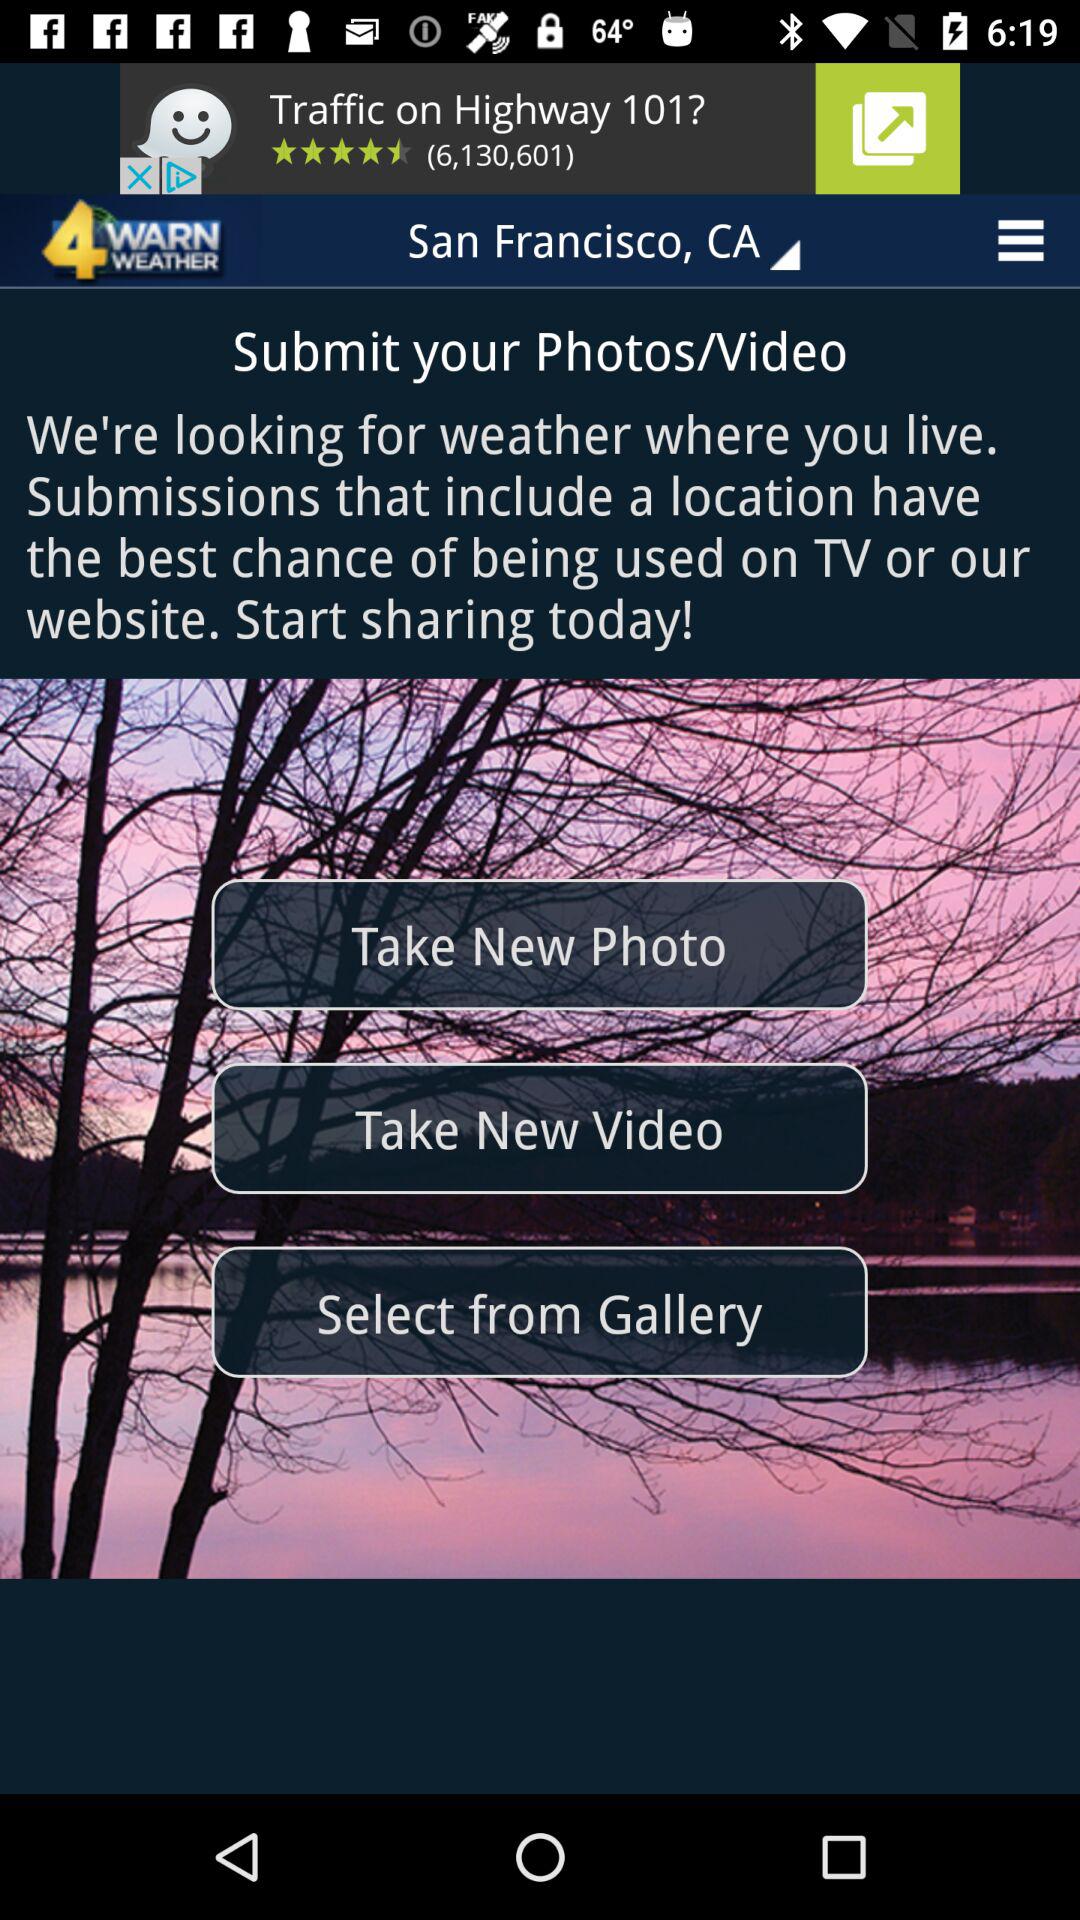 FAKE
64°
6:19
Traffic on Highway 101?
(6,130,601)
4 WARN
WEATHER
San Francisco, CA
Submit your Photos/Video
We're looking for weather where you live.
Submissions that include a location have
the best chance of being used on TV or our
website. Start sharing today!
Take New Photo
Take New Video
Select from Gallery